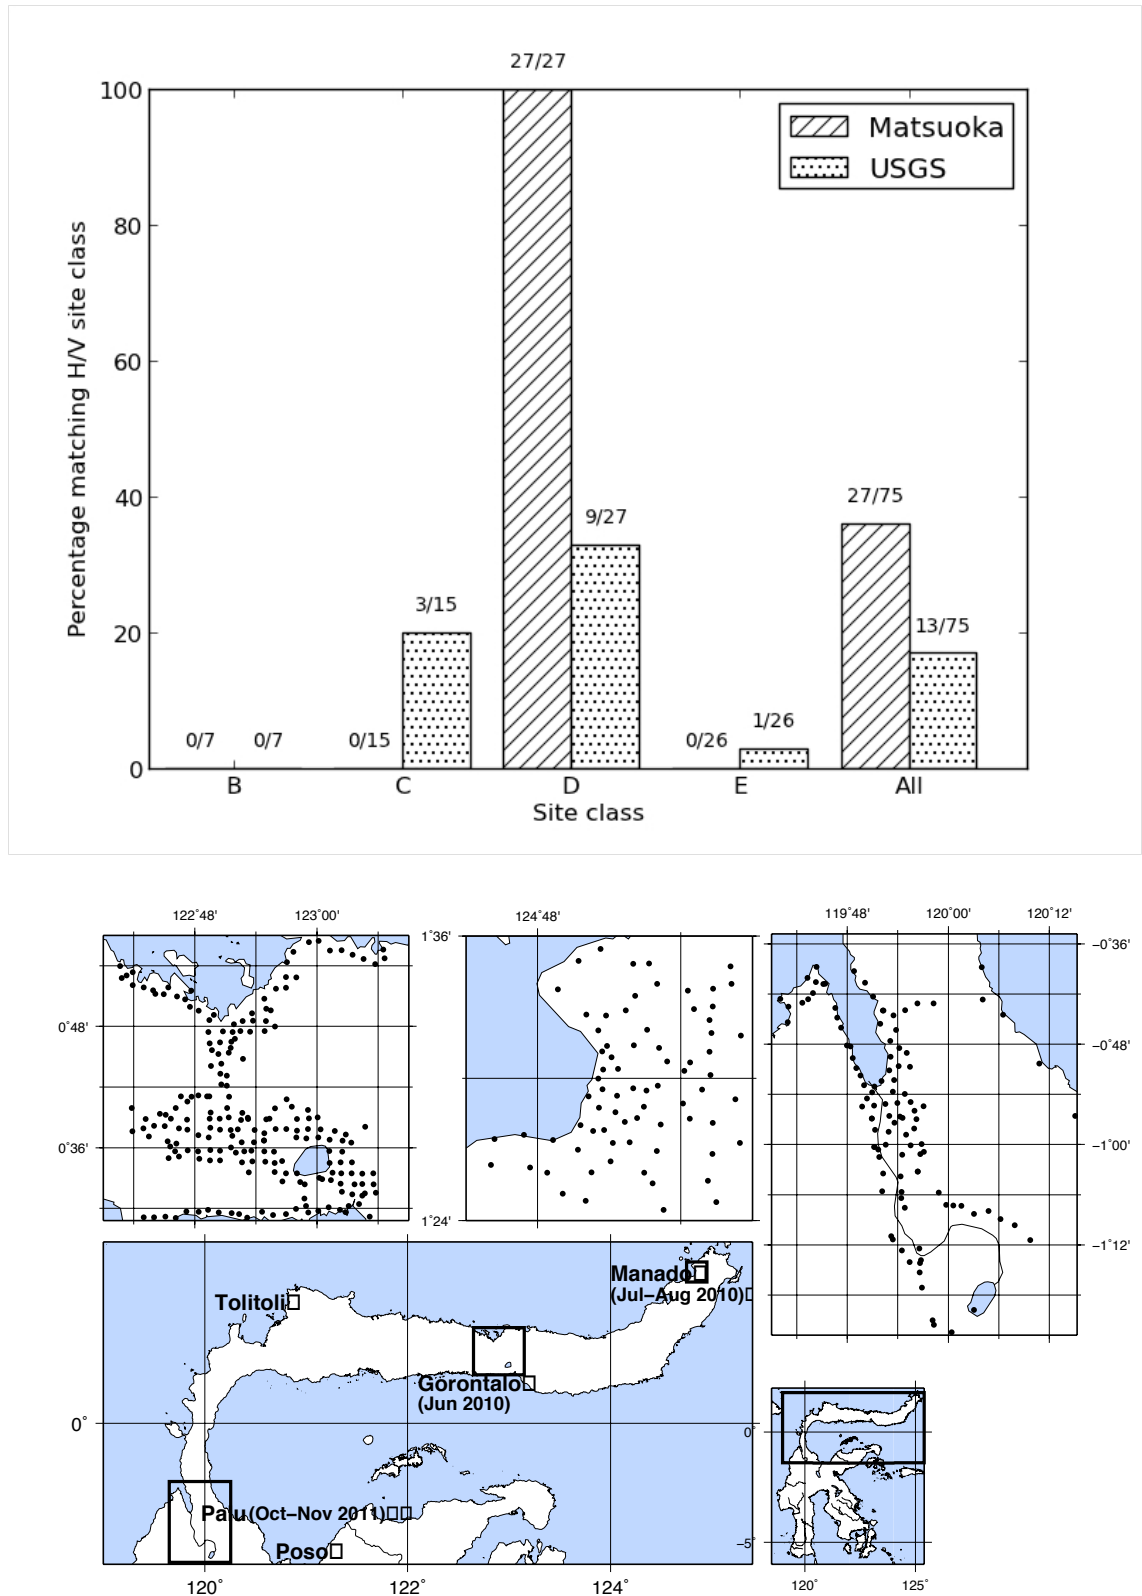 27/27
100
Matsuoka
USGS
80
60
40
20
0
Percentage matching H/V site class
27/75
9/27
3/15
13/75
1/26
0/7 0/7 0/15 0/26
B C D E All
Site class
122°48' 123°00'
0°48'
0°36'
124°48'
1°36'
1°24'
119°48' 120°00' 120°12'
−0°36'
−0°48'
−1°00'
−1°12'
Manado
(Jul−Aug 2010)
Tolitoli
Gorontalo
(Jun 2010)
0°
Palu (Oct−Nov 2011)
Poso
120° 122° 124°
0°
−5°
120° 125°